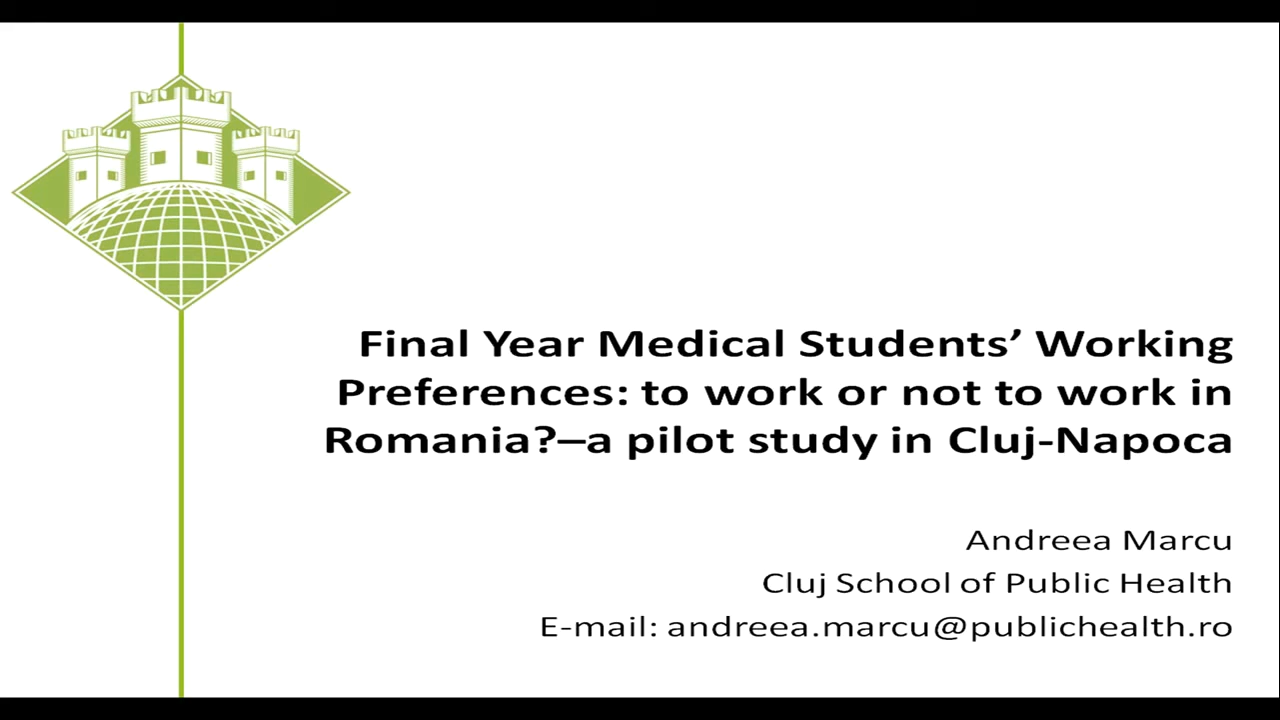 Final Year Medical Students’ Working
Preferences: to work or not to work in
Romania?–a pilot study in Cluj-Napoca
Andreea Marcu
Cluj School of Public Health
E-mail: andreea.marcu@publichealth.ro